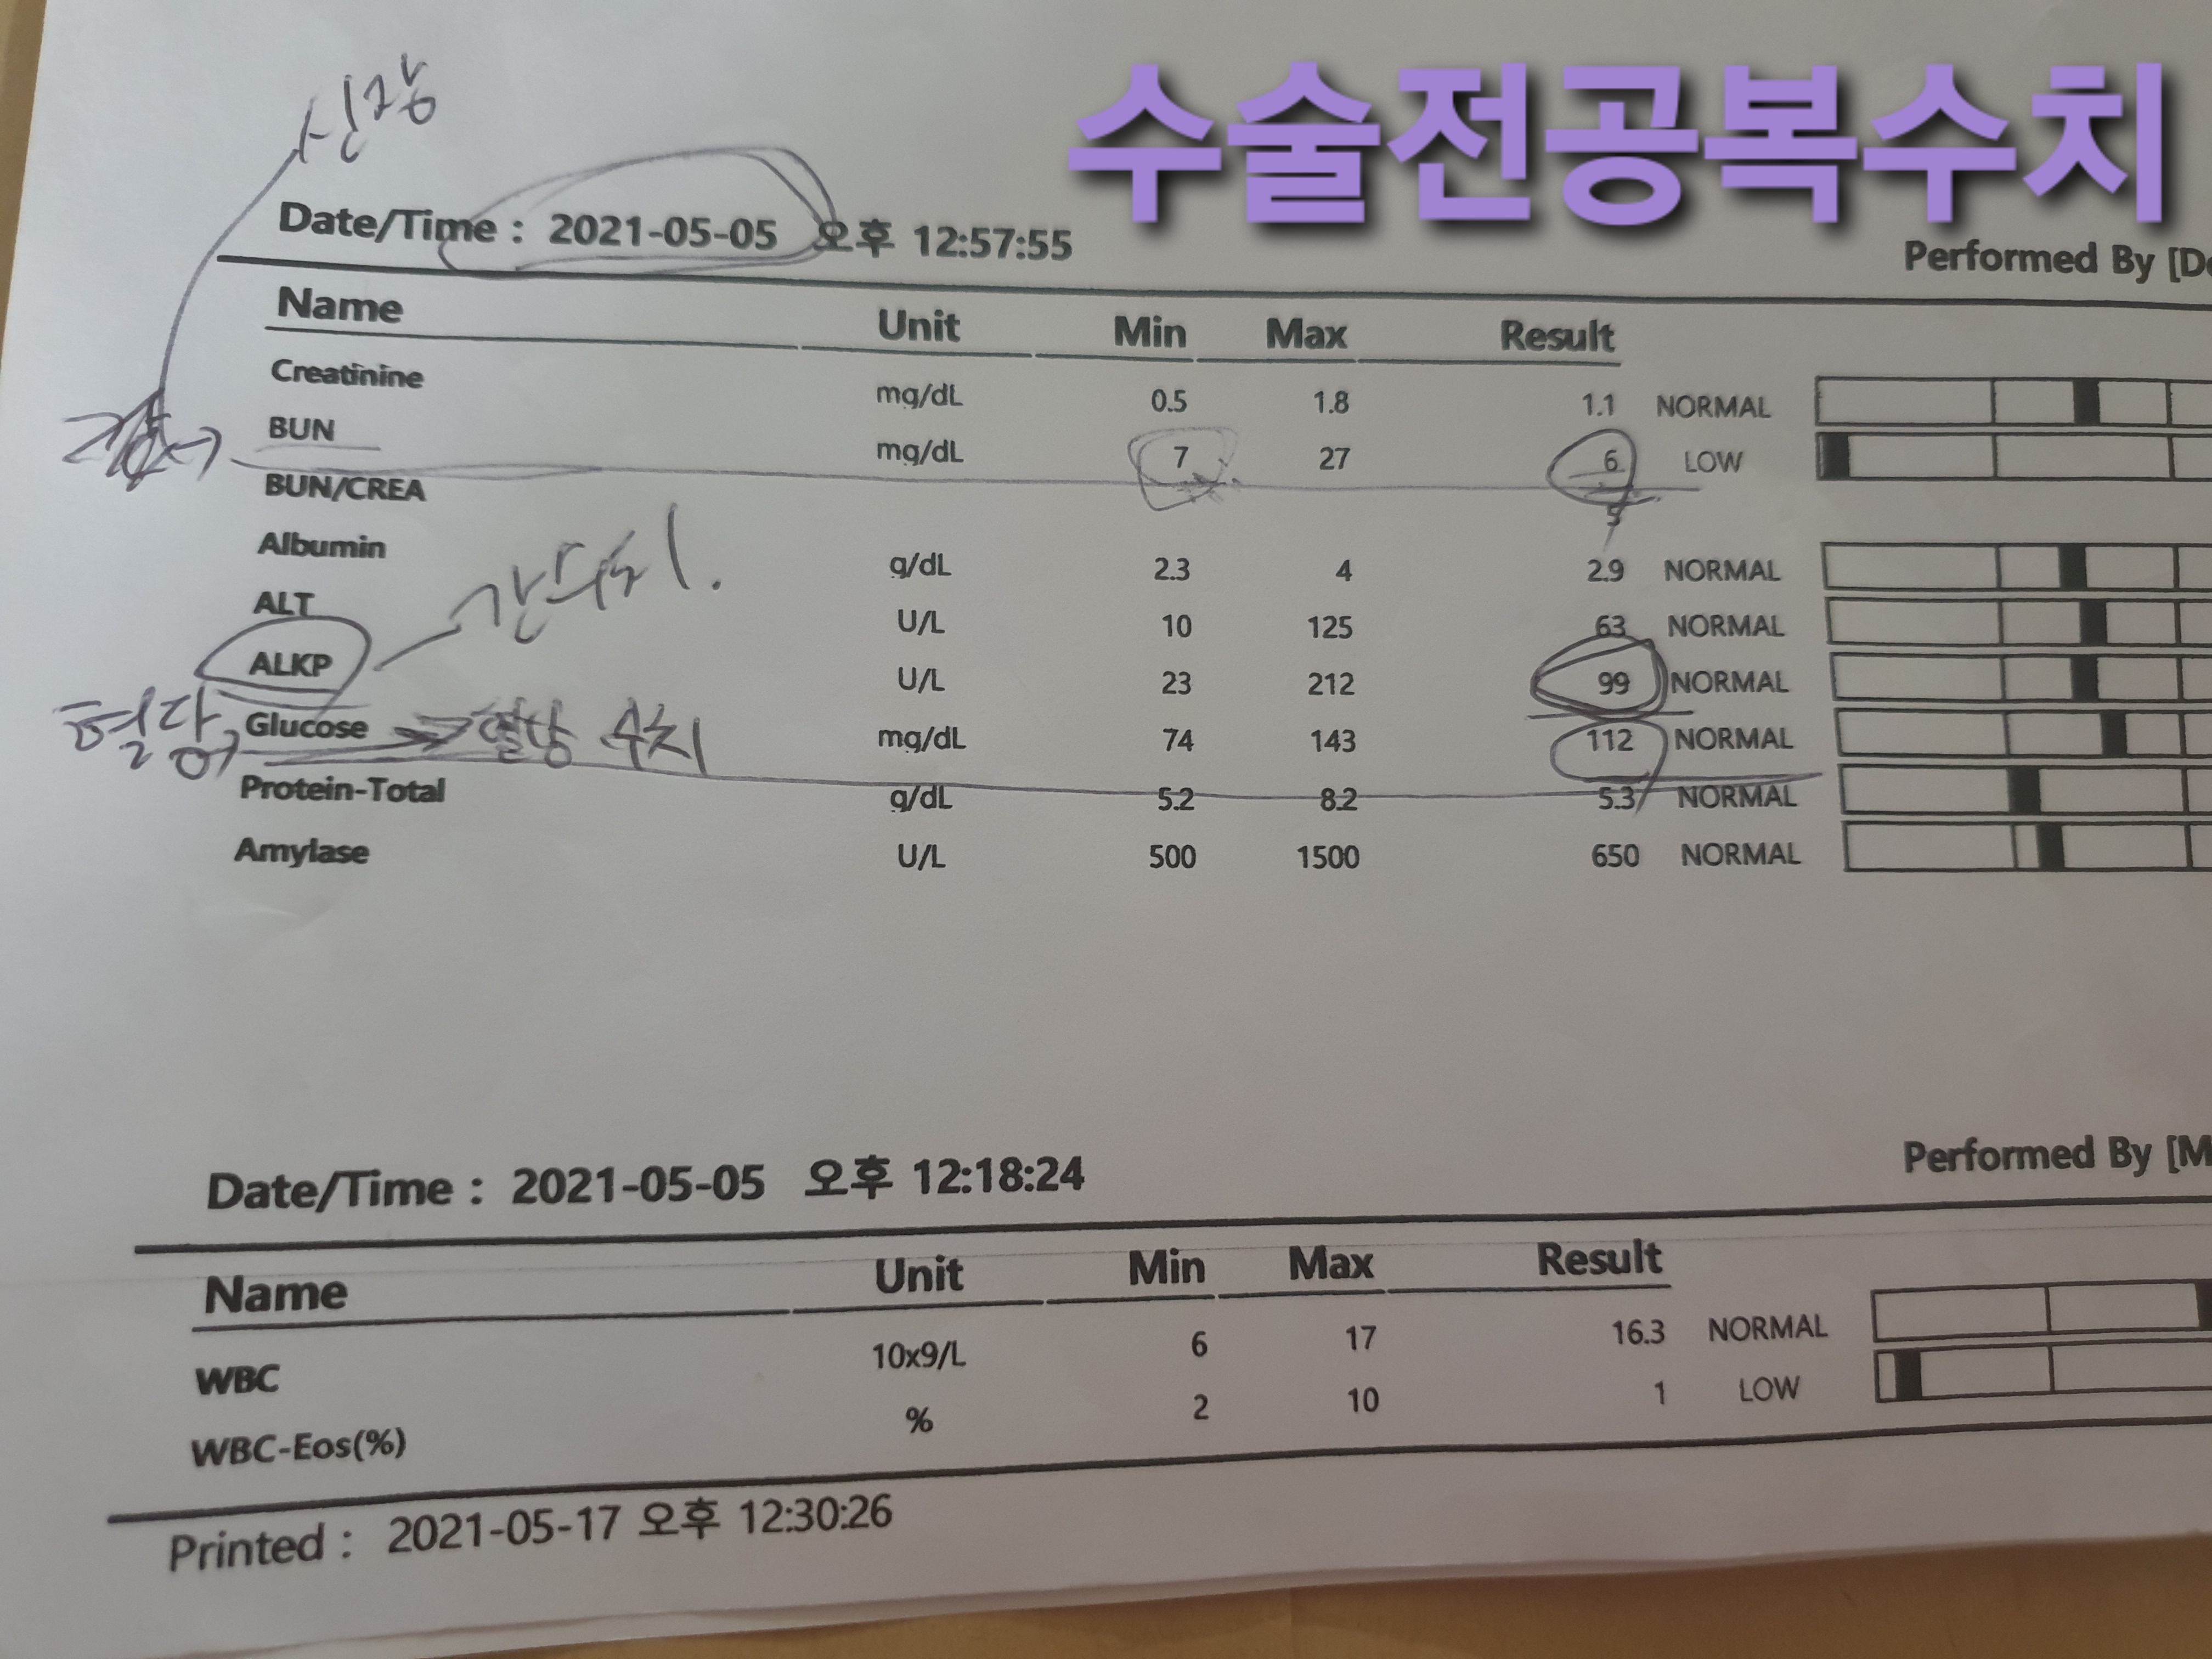 수술전공복수치
신장
Date/Time : 2021-05-05 오후 12:57:55
Performed By [De
Name Unit Min Max Result
Creatinine mg/dL 0.5 1.8 1.1 NORMAL
BUN mg/dL 7 27 6 LOW
BUN/CREA 5
Albumin g/dL 2.3 4 2.9 NORMAL
ALT U/L 10 125 63 NORMAL
ALKP U/L 23 212 99 NORMAL
혈당 Glucose 혈당 수치 mg/dL 74 143 112 NORMAL
Protein-Total g/dL 5.2 8.2 5.3 NORMAL
Amylase U/L 500 1500 650 NORMAL
Date/Time : 2021-05-05 오후 12:18:24
Performed By [M
Name Unit Min Max Result
WBC 10x9/L 6 17 16.3 NORMAL
WBC-Eos(%) % 2 10 1 LOW
Printed : 2021-05-17 오후 12:30:26